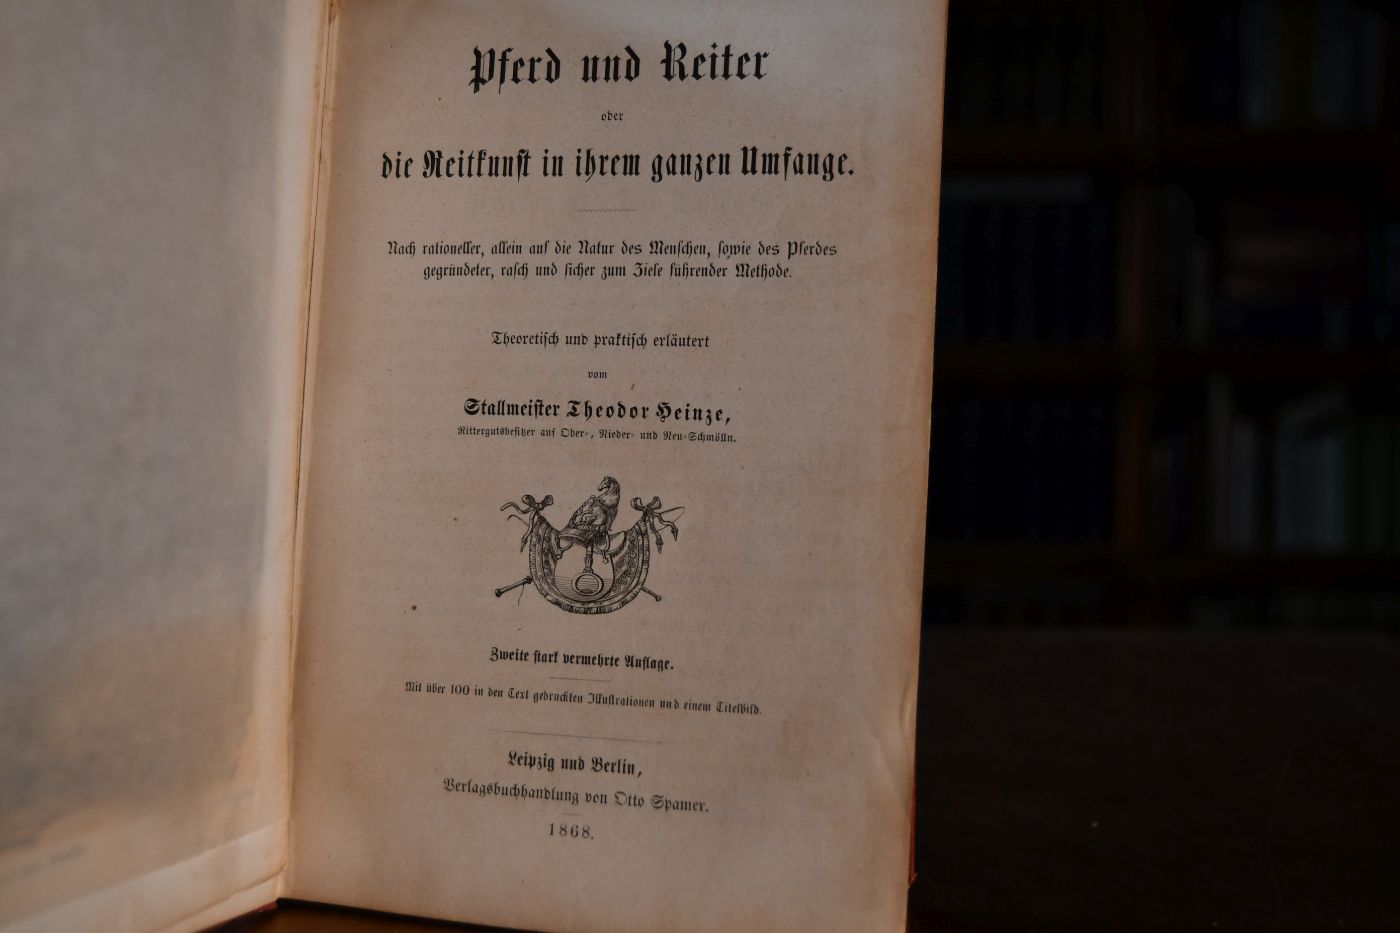 Pferd und Reiter
oder
die Reitkunst in ihrem ganzen Umfange.
Nach rationeller, allein auf die Natur des Menschen, sowie des Pferdes
gegründeter, rasch und sicher zum Ziele führender Methode.
Theoretisch und praktisch erläutert
vom
Stallmeister Theodor Heinze,
Rittergutsbesitzer auf Ober-, Nieder- und Neu-Schmölln.
Zweite stark vermehrte Auflage.
Mit über 100 in den Text gedruckten Illustrationen und einem Titelbild.
Leipzig und Berlin,
Verlagsbuchhandlung von Otto Spamer.
1868.